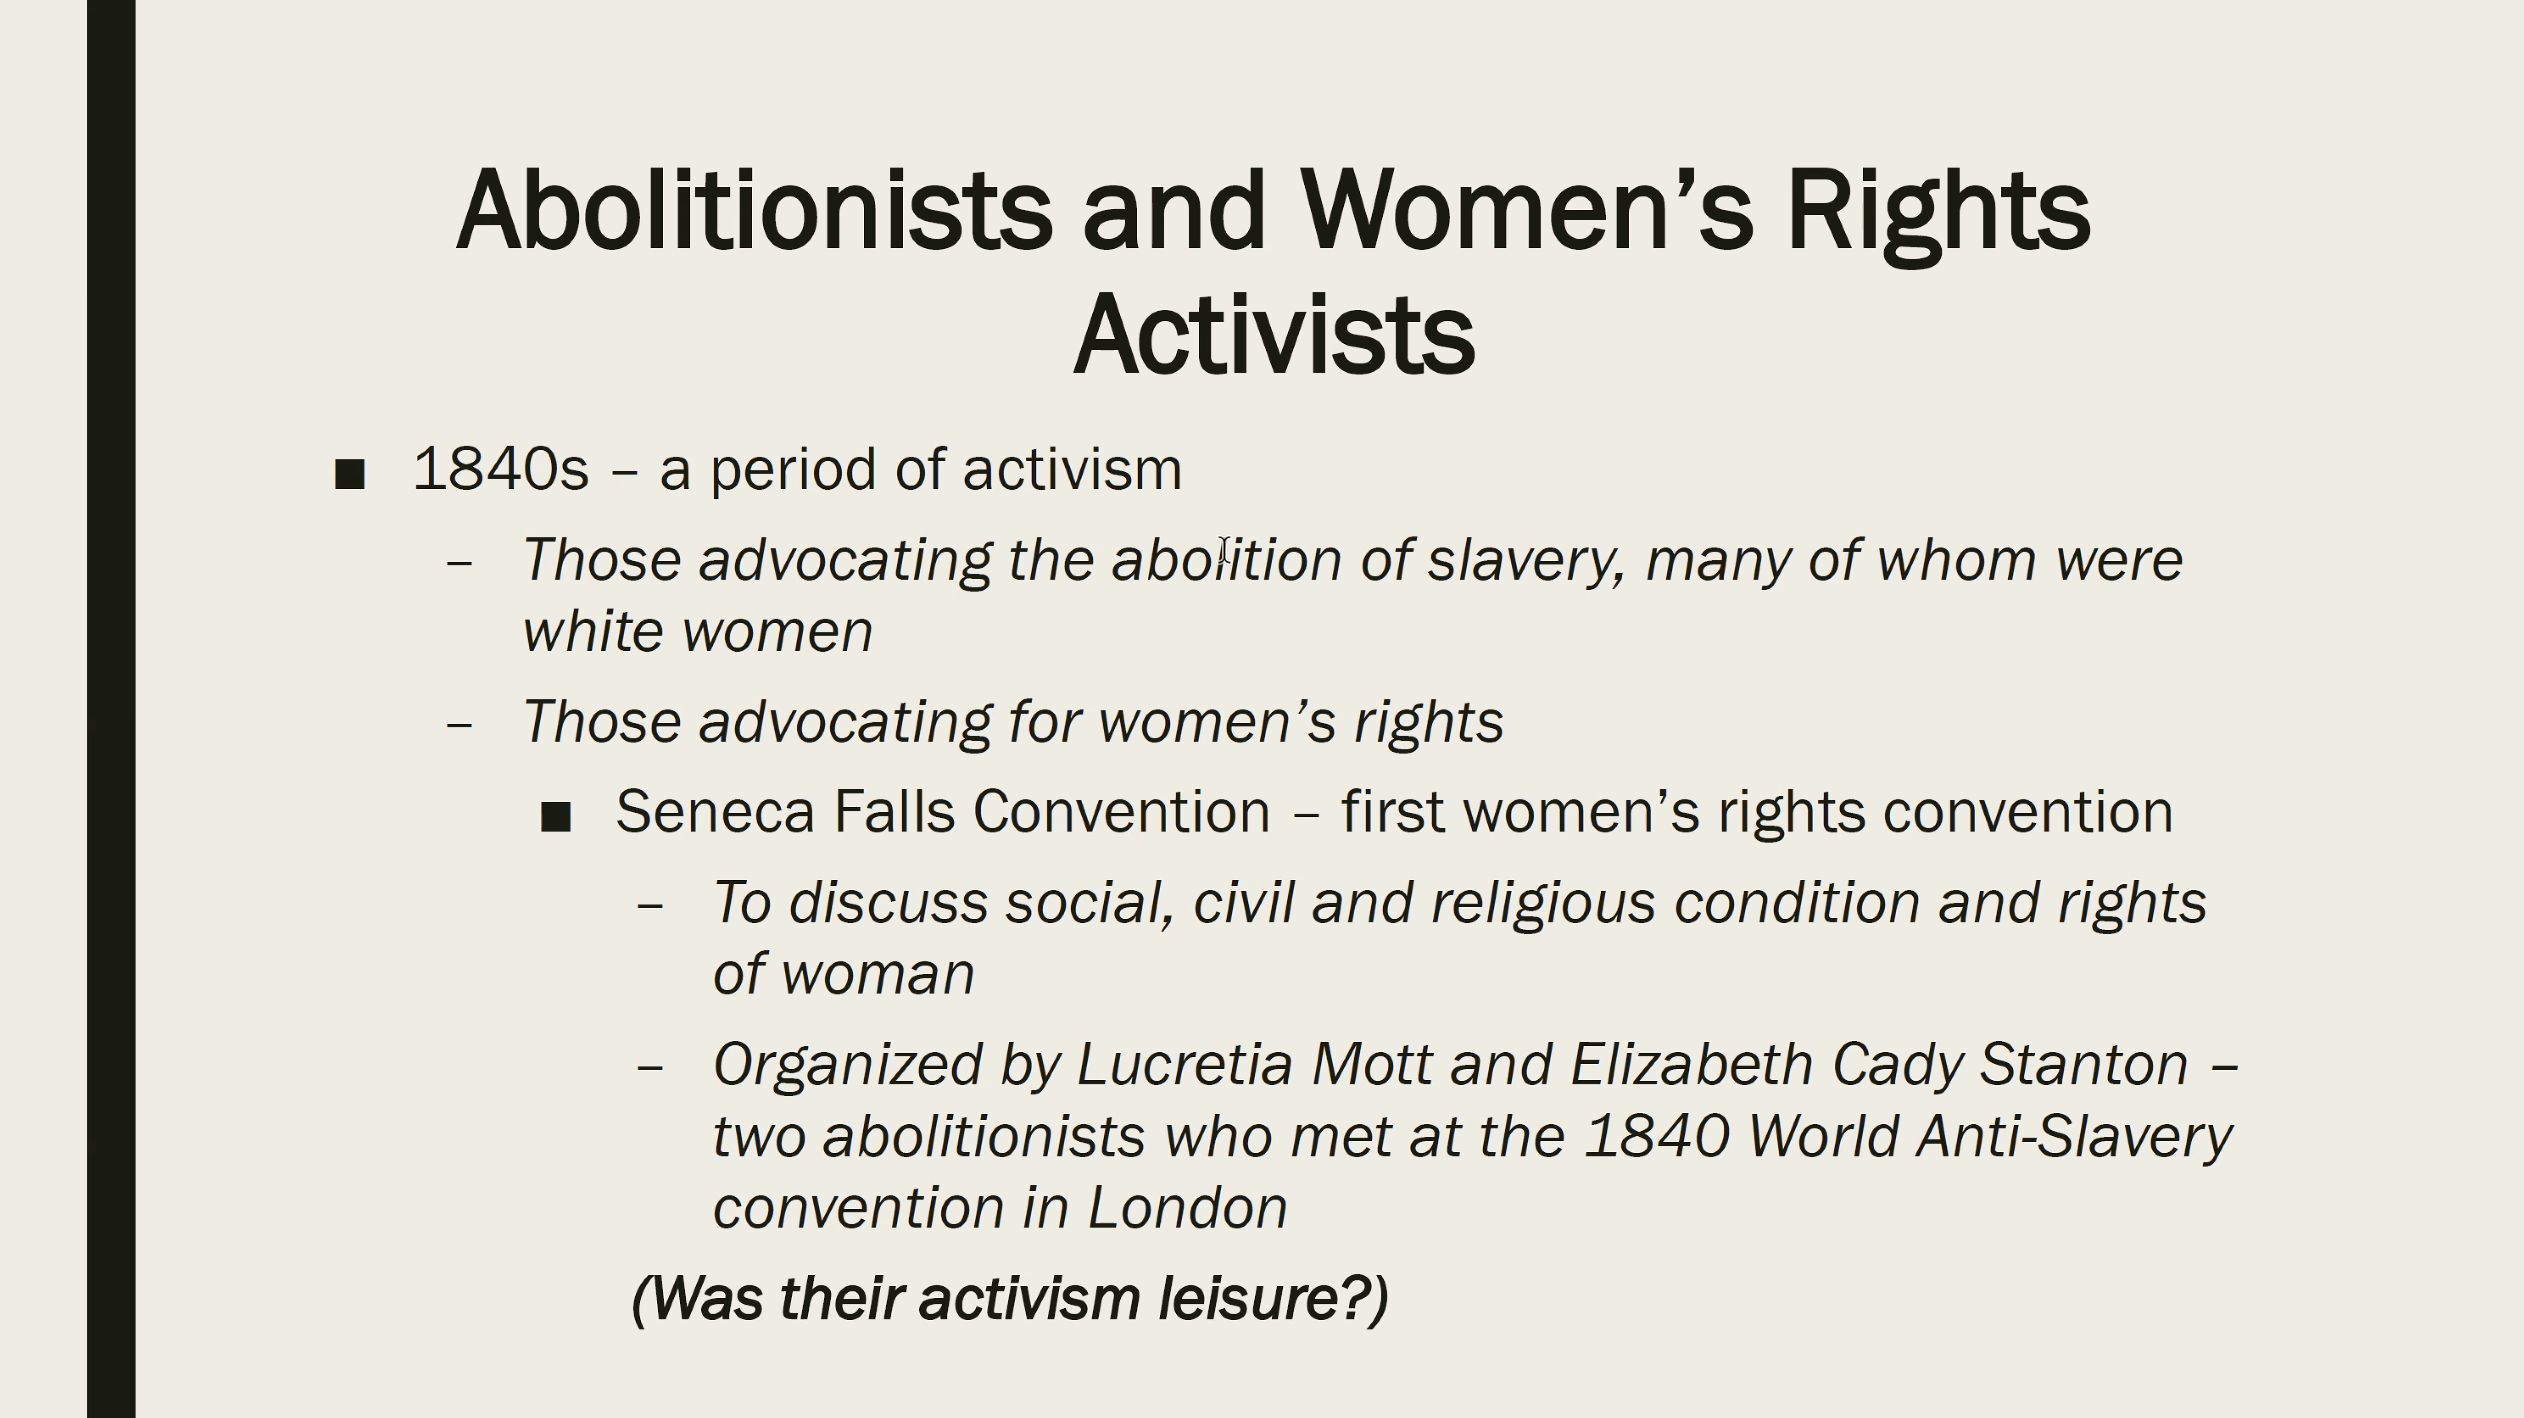 Abolitionists and Women’s Rights
Activists
■ 1840s – a period of activism
– Those advocating the abolition of slavery, many of whom were
white women
– Those advocating for women’s rights
■ Seneca Falls Convention – first women’s rights convention
– To discuss social, civil and religious condition and rights
of woman
– Organized by Lucretia Mott and Elizabeth Cady Stanton –
two abolitionists who met at the 1840 World Anti-Slavery
convention in London
(Was their activism leisure?)